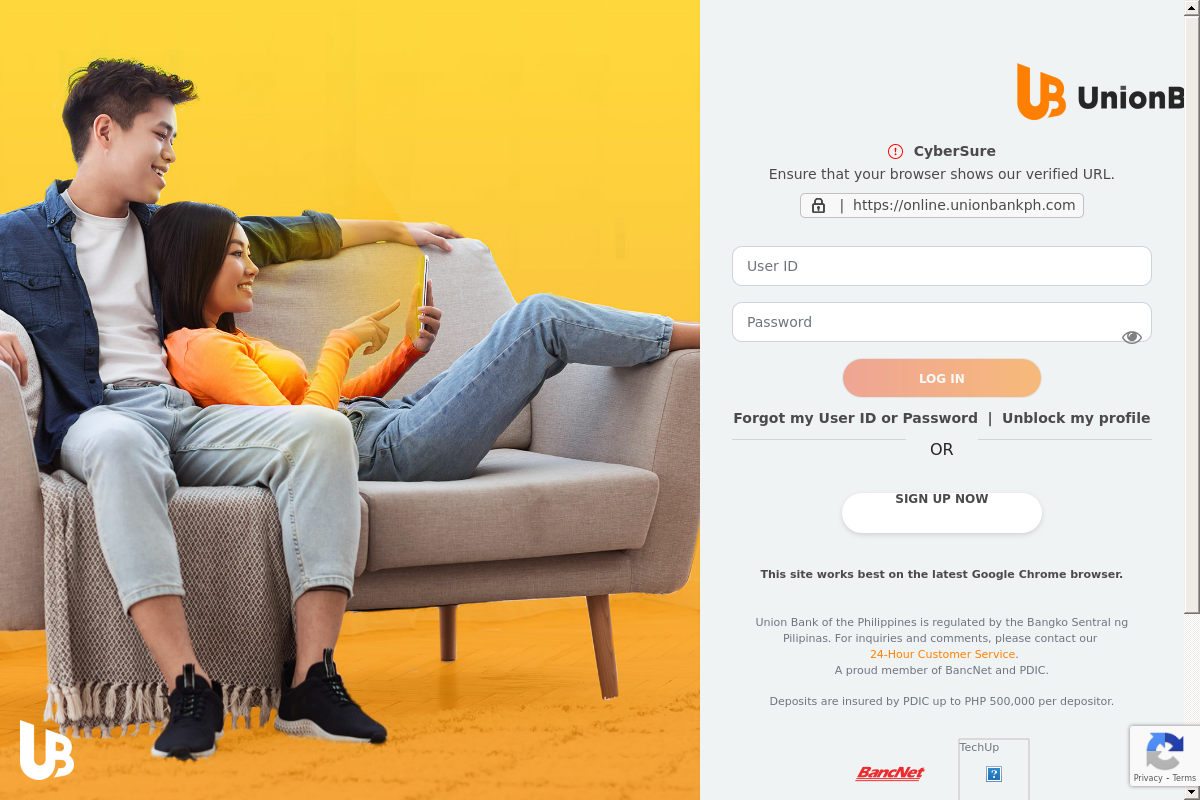 UnionB
CyberSure
Ensure that your browser shows our verified URL.
| https://online.unionbankph.com
User ID
Password
LOG IN
Forgot my User ID or Password | Unblock my profile
OR
SIGN UP NOW
This site works best on the latest Google Chrome browser.
Union Bank of the Philippines is regulated by the Bangko Sentral ng
Pilipinas. For inquiries and comments, please contact our
24-Hour Customer Service.
A proud member of BancNet and PDIC.
Deposits are insured by PDIC up to PHP 500,000 per depositor.
TechUp
BancNet
Privacy - Terms